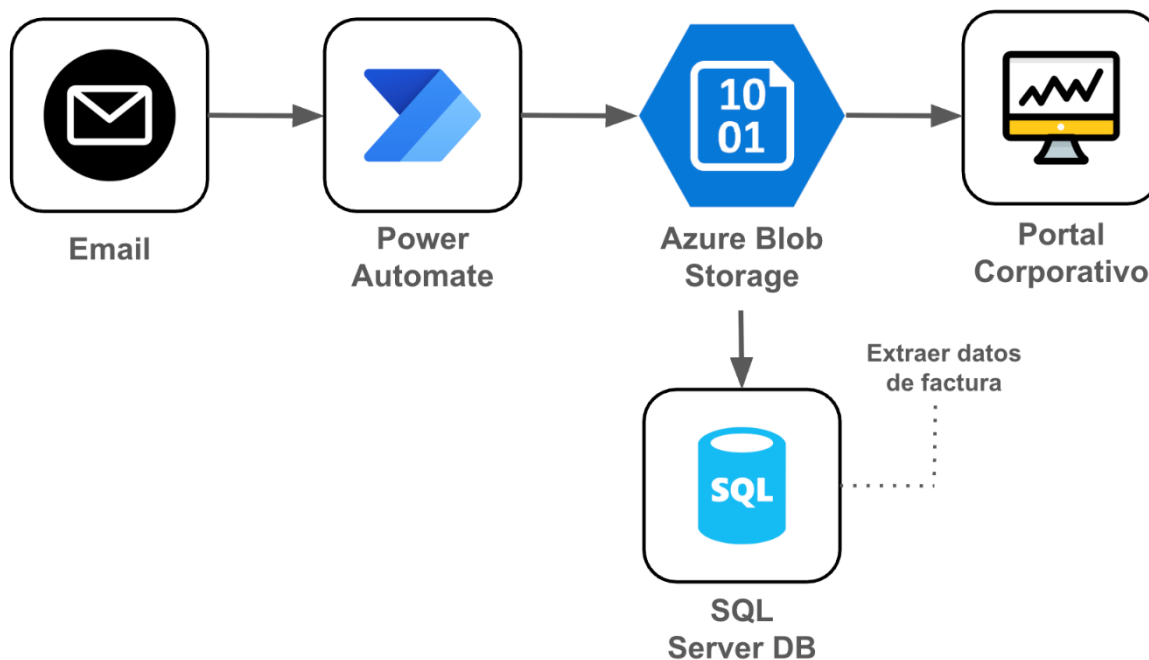 10
01
Email
Power
Automate
Azure Blob
Storage
Portal
Corporativo
Extraer datos
de factura
SQL
SQL
Server DB